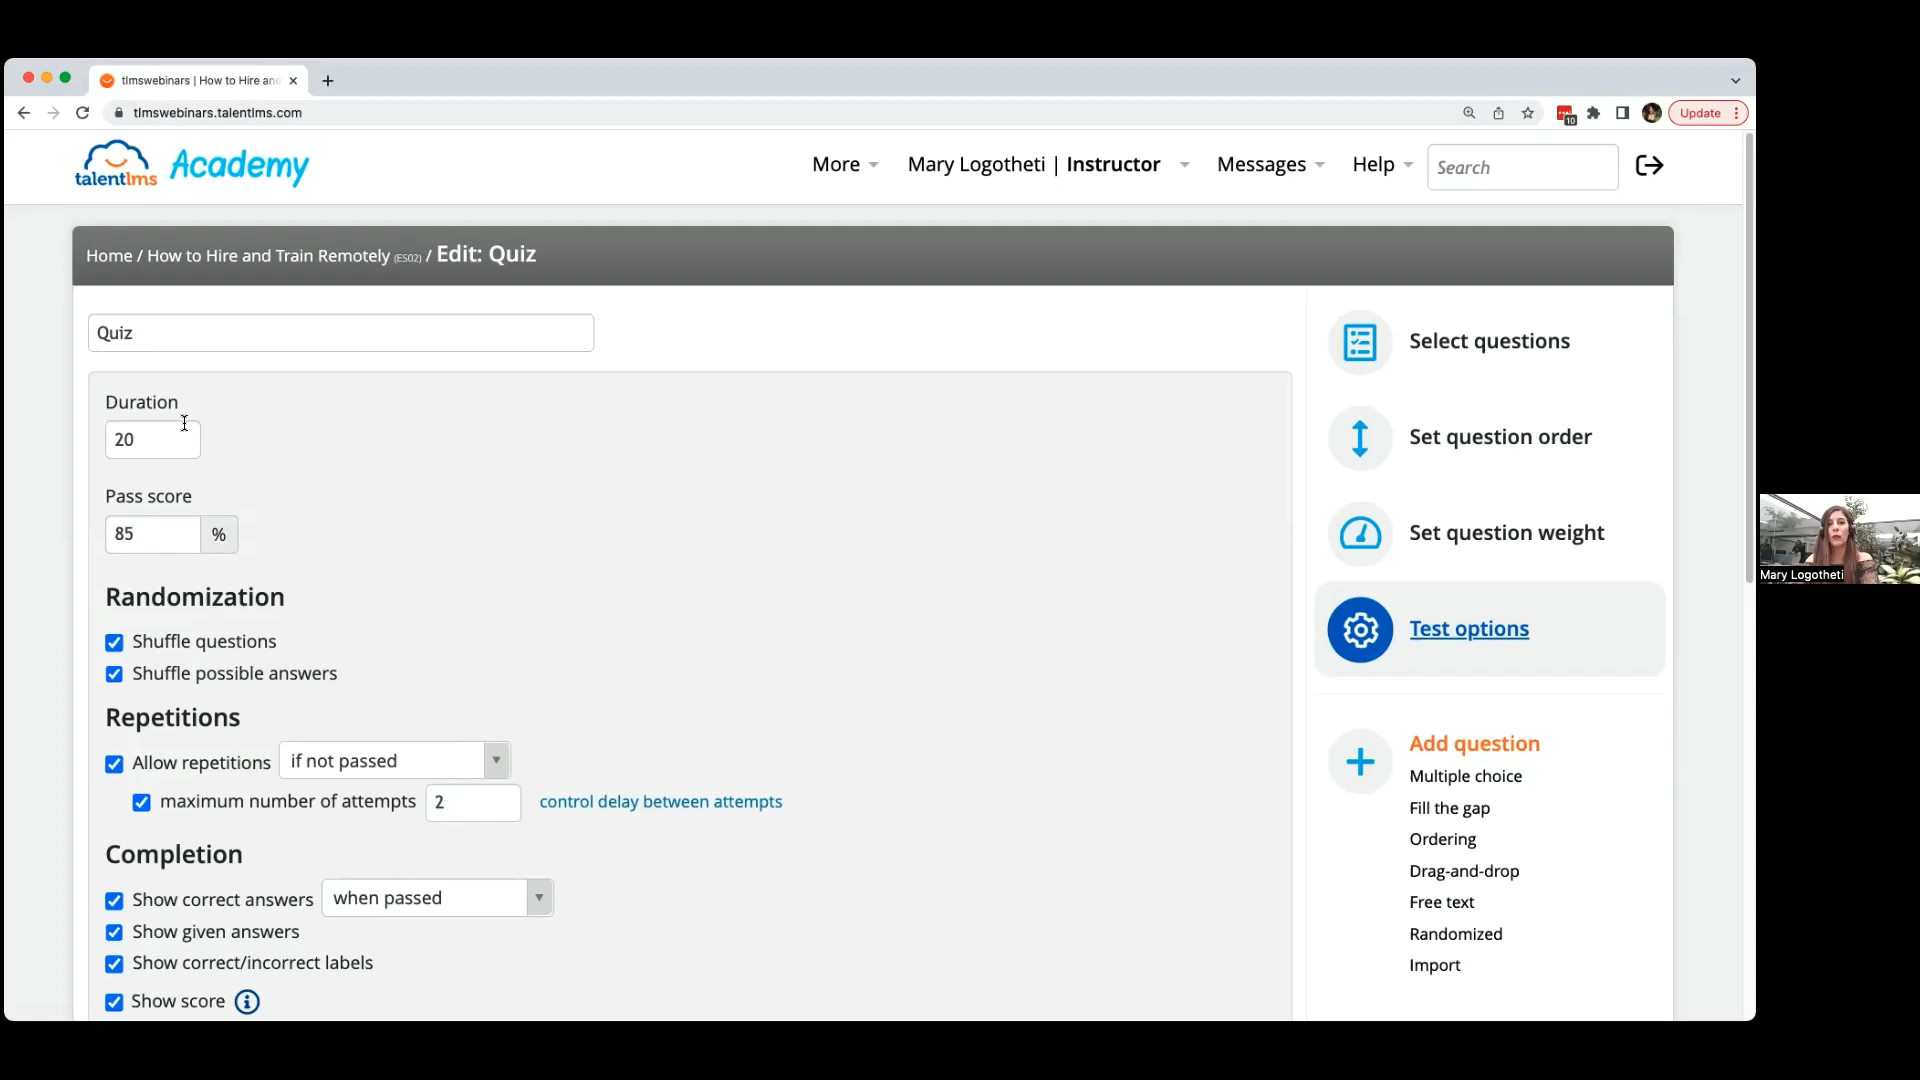 tlmswebinars | How to Hire and
tlmswebinars.talentlms.com
10
Update
talentlms Academy
More
Mary Logotheti | Instructor
Messages
Help
Search
Home / How to Hire and Train Remotely (ES02) / Edit: Quiz
Quiz
Duration
20
Pass score
85 %
Randomization
Shuffle questions
Shuffle possible answers
Repetitions
Allow repetitions if not passed
maximum number of attempts 2 control delay between attempts
Completion
Show correct answers when passed
Show given answers
Show correct/incorrect labels
Show score
Select questions
Set question order
Set question weight
Test options
Add question
Multiple choice
Fill the gap
Ordering
Drag-and-drop
Free text
Randomized
Import
Mary Logotheti